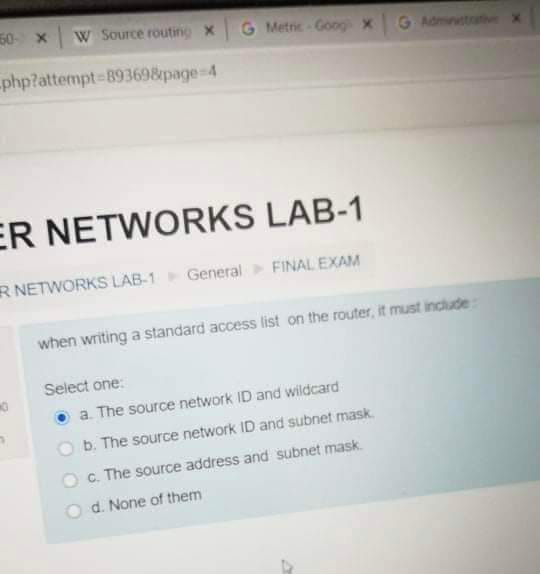 60- × W Source routing × G Metric - Goog × G Administrative ×
.php?attempt=89369&page=4
ER NETWORKS LAB-1
R NETWORKS LAB-1 General FINAL EXAM
when writing a standard access list on the router, it must include :
Select one:
a. The source network ID and wildcard
b. The source network ID and subnet mask.
c. The source address and subnet mask.
d. None of them